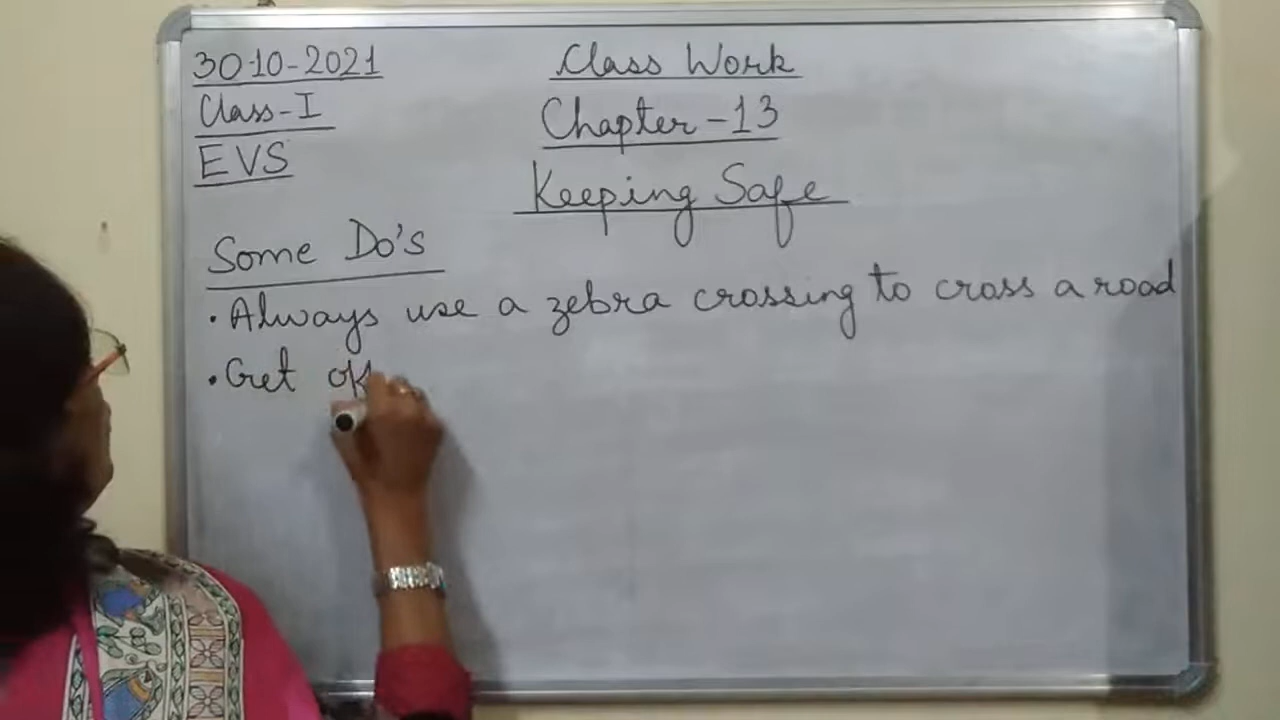 30-10-2021
Class Work
Class-I
Chapter-13
EVS
Keeping Safe
Some Do's
• Always use a zebra crossing to cross a road
• Get of